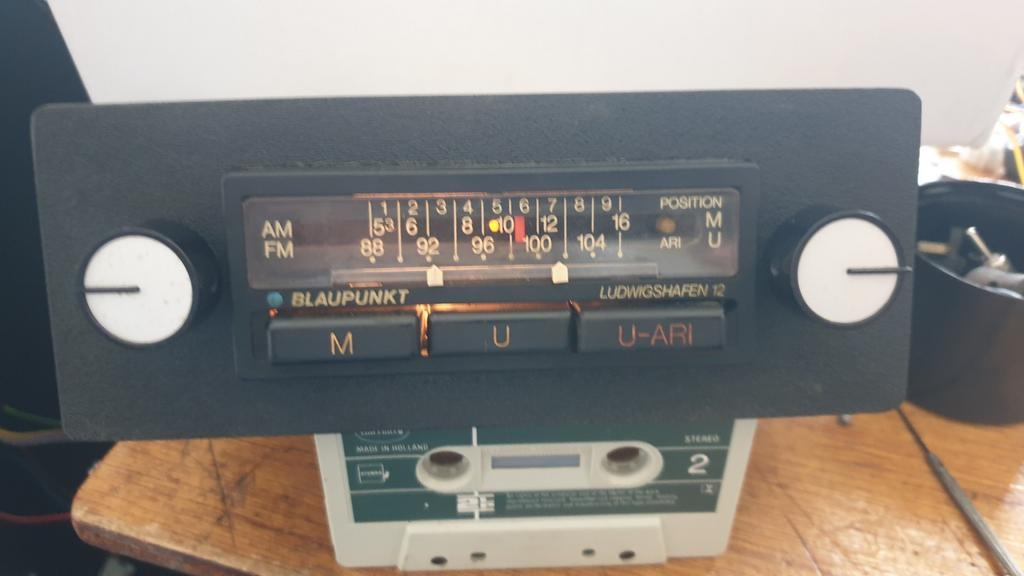 1 2 3 4 5 6 7 8 9 POSITION
AM 53 6 8 10 12 16 M
FM 88 92 96 100 104 ARI U
BLAUPUNKT LUDWIGSHAFEN 12
M U U-ARI
MADE IN HOLLAND
STEREO
2